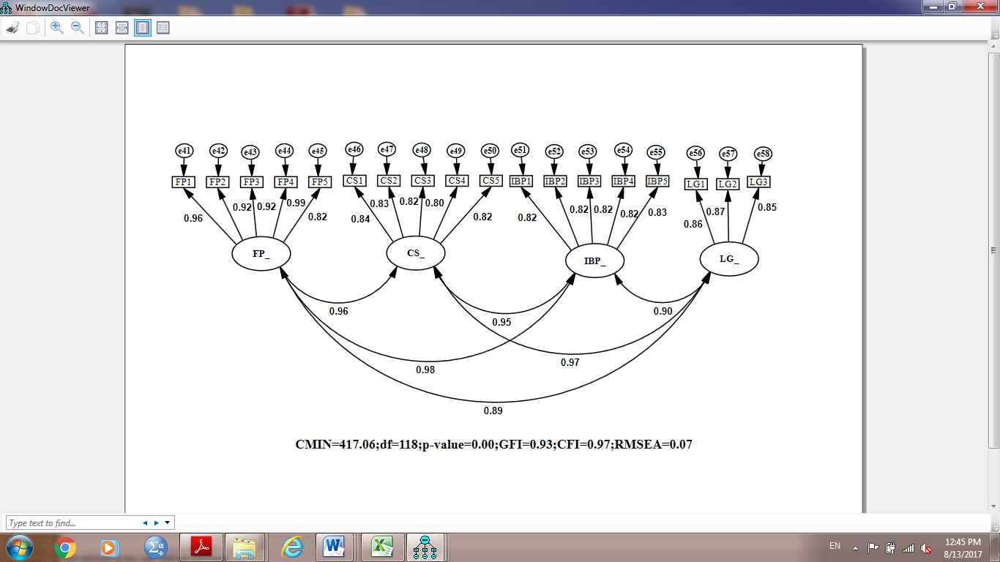 WindowDocViewer
e41 e42 e43 e44 e45 e46 e47 e48 e49 e50 e51 e52 e53 e54 e55 e56 e57 e58
FP1 FP2 FP3 FP4 FP5 CS1 CS2 CS3 CS4 CS5 IBP1 IBP2 IBP3 IBP4 IBP5 LG1 LG2 LG3
0.96 0.92 0.92 0.99 0.82 0.84 0.83 0.82 0.80 0.82 0.82 0.82 0.82 0.82 0.83 0.86 0.87 0.85
FP_ CS_ IBP_ LG_
0.96 0.95 0.90
0.98 0.97
0.89
CMIN=417.06;df=118;p-value=0.00;GFI=0.93;CFI=0.97;RMSEA=0.07
Type text to find...
Σα
W
X
EN
12:45 PM
8/13/2017